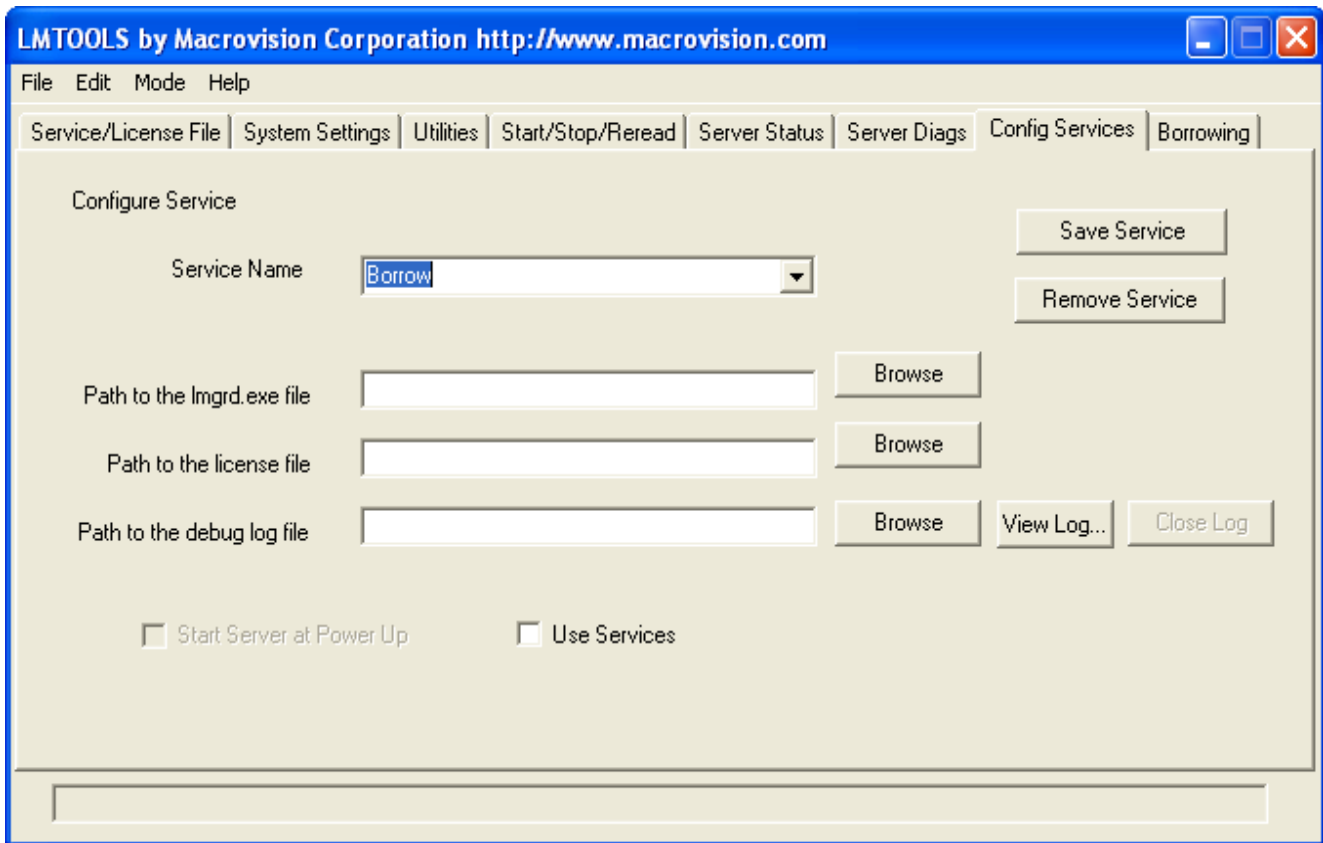 LMTOOLS by Macrovision Corporation http://www.macrovision.com
File Edit Mode Help
Service/License File System Settings Utilities Start/Stop/Reread Server Status Server Diags Config Services Borrowing
Configure Service
Save Service
Service Name Borrow
Remove Service
Path to the lmgrd.exe file Browse
Path to the license file Browse
Path to the debug log file Browse View Log... Close Log
Start Server at Power Up Use Services